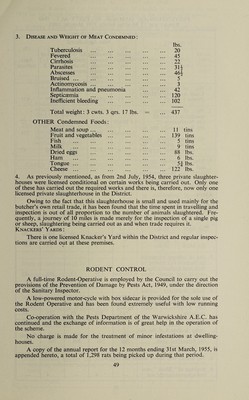 3. DISEASE AND WEIGHT OF MEAT CONDEMNED:
lbs.
Tuberculosis ... ... ... ... ... 20
Fevered ... ... ... ... ... 45
Cirrhosis ... ... ... ... ... 22
Parasites ... ... ... ... ... 31½
Abscesses ... ... ... ... ... 46½
Bruised ... ... ... ... ... 5
Actinomycosis ... ... ... ... ... 3
Inflammation and pneumonia ... ... ... 42
Septicæmia ... ... ... ... ... 120
Inefficient bleeding ... ... ... ... 102
Total weight: 3 cwts. 3 qrs. 17 lbs. = ... 437
OTHER Condemned Foods:
Meat and soup ... ... ... ... ... 11 tins
Fruit and vegetables ... ... ... ... 139 tins
Fish ... ... ... ... ... 5 tins
Milk ... ... ... ... ... 9 tins
Dried eggs ... ... ... ... ... 68 lbs.
Ham ... ... ... ... ... 6 lbs.
Tongue ... ... ... ... ... lbs.
Cheese ... ... ... ... ... 122 lbs.
4. As previously mentioned, as from 2nd July, 1954, three private slaughter-
houses were licensed conditional on certain works being carried out. Only one
of these has carried out the required works and there is, therefore, now only one
licensed private slaughterhouse in the District.
Owing to the fact that this slaughterhouse is small and used mainly for the
butcher's own retail trade, it has been found that the time spent in travelling and
inspection is out of all proportion to the number of animals slaughtered. Fre-
quently, a journey of 10 miles is made merely for the inspection of a single pig
or sheep, slaughtering being carried out as and when trade requires it.
KNACKERS' YARDS:
There is one licensed Knacker's Yard within the District and regular inspec-
tions are carried out at these premises.
RODENT CONTROL
A full-time Rodent-Operative is employed by the Council to carry out the
provisions of the Prevention of Damage by Pests Act, 1949, under the direction
of the Sanitary Inspector.
A low-powered motor-cycle with box sidecar is provided for the sole use of
the Rodent Operative and has been found extremely useful with low running
costs.
Co-operation with the Pests Department of the Warwickshire A.E.C. has
continued and the exchange of information is of great help in the operation of
the scheme.
No charge is made for the treatment of minor infestations at dwelling-
houses.
A copy of the annual report for the 12 months ending 31st March, 1955, is
appended hereto, a total of 1,298 rats being picked up during that period.
49